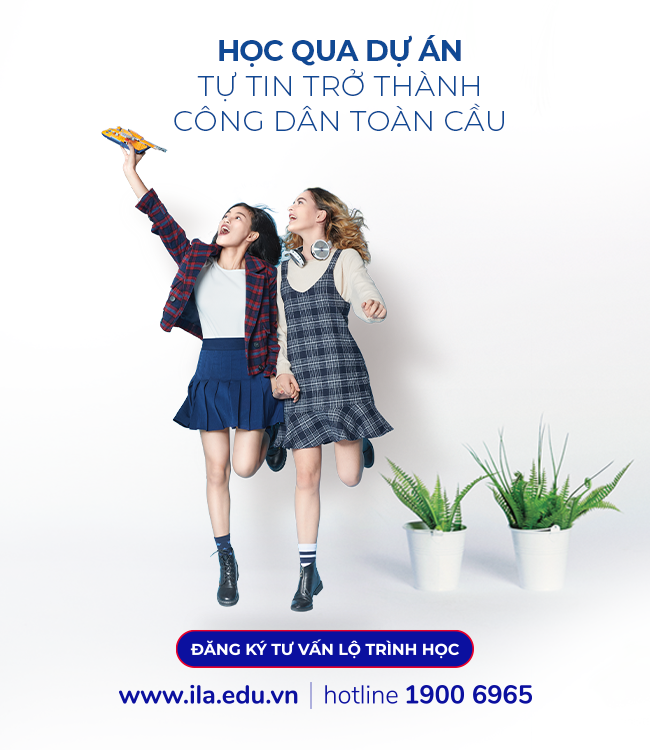 HỌC QUA DỰ ÁN
TỰ TIN TRỞ THÀNH
CÔNG DÂN TOÀN CẦU
ĐĂNG KÝ TƯ VẤN LỘ TRÌNH HỌC
www.ila.edu.vn | hotline 1900 6965